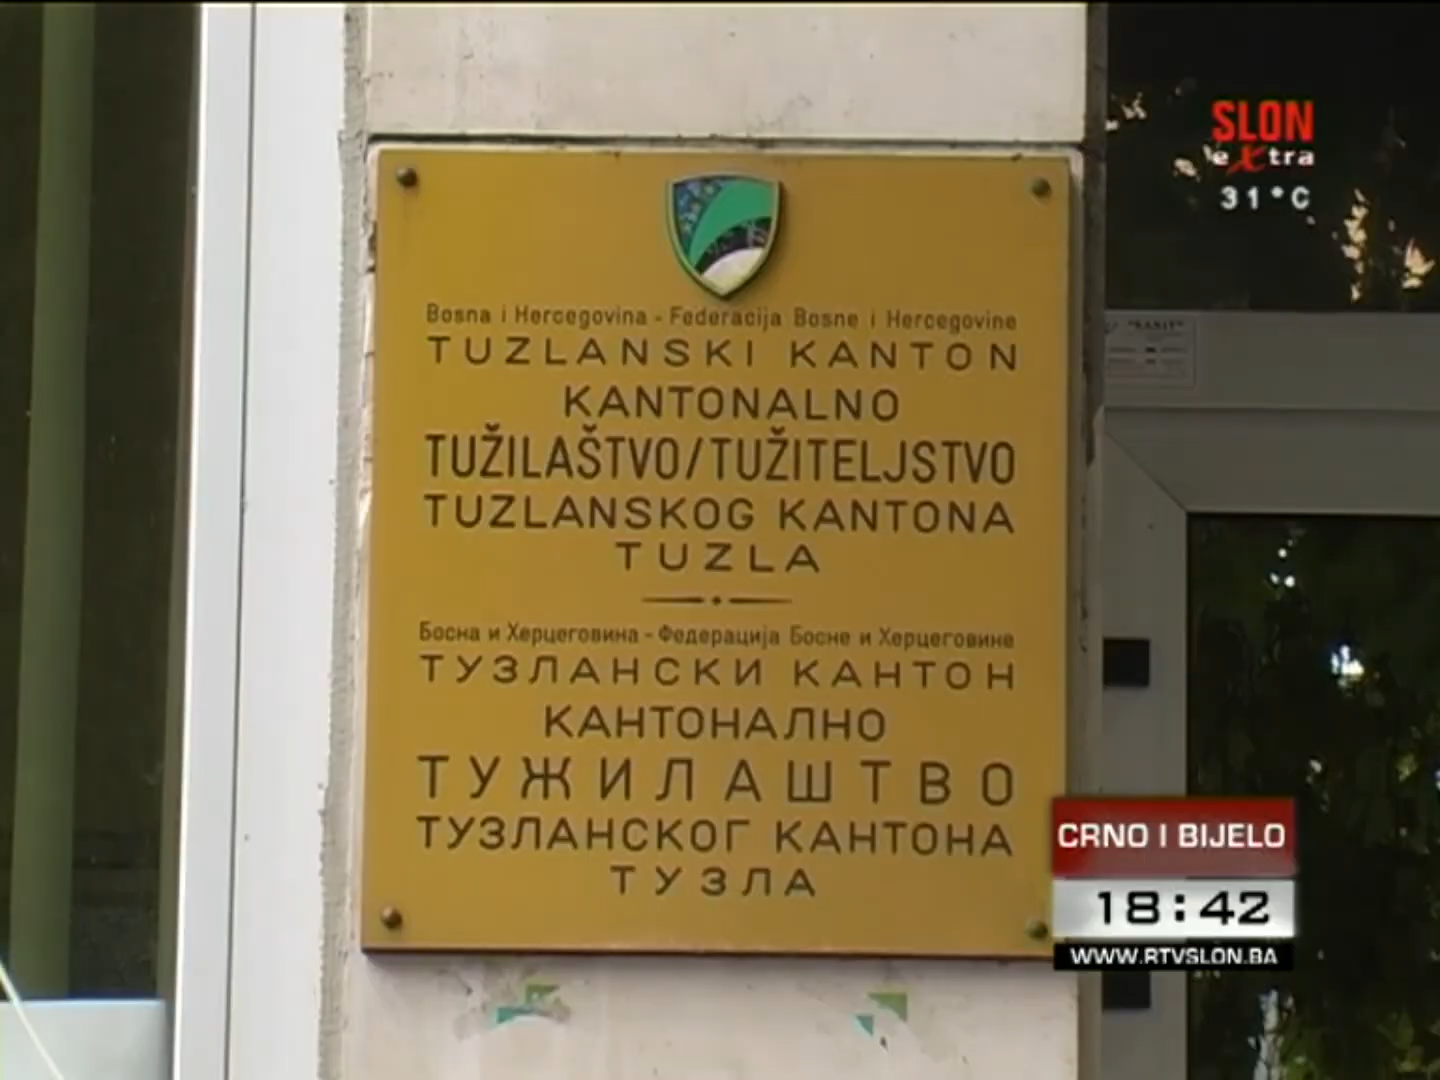 SLON
extra
31°C
Bosna i Hercegovina - Federacija Bosne i Hercegovine
TUZLANSKI KANTON
KANTONALNO
TUŽILAŠTVO/TUŽITELJSTVO
TUZLANSKOG KANTONA
TUZLA
Босна и Херцеговина - Федерација Босне и Херцеговине
ТУЗЛАНСКИ КАНТОН
КАНТОНАЛНО
ТУЖИЛАШТВО
ТУЗЛАНСКОГ КАНТОНА
ТУЗЛА
CRNO I BIJELO
18:42
WWW.RTVSLON.BA